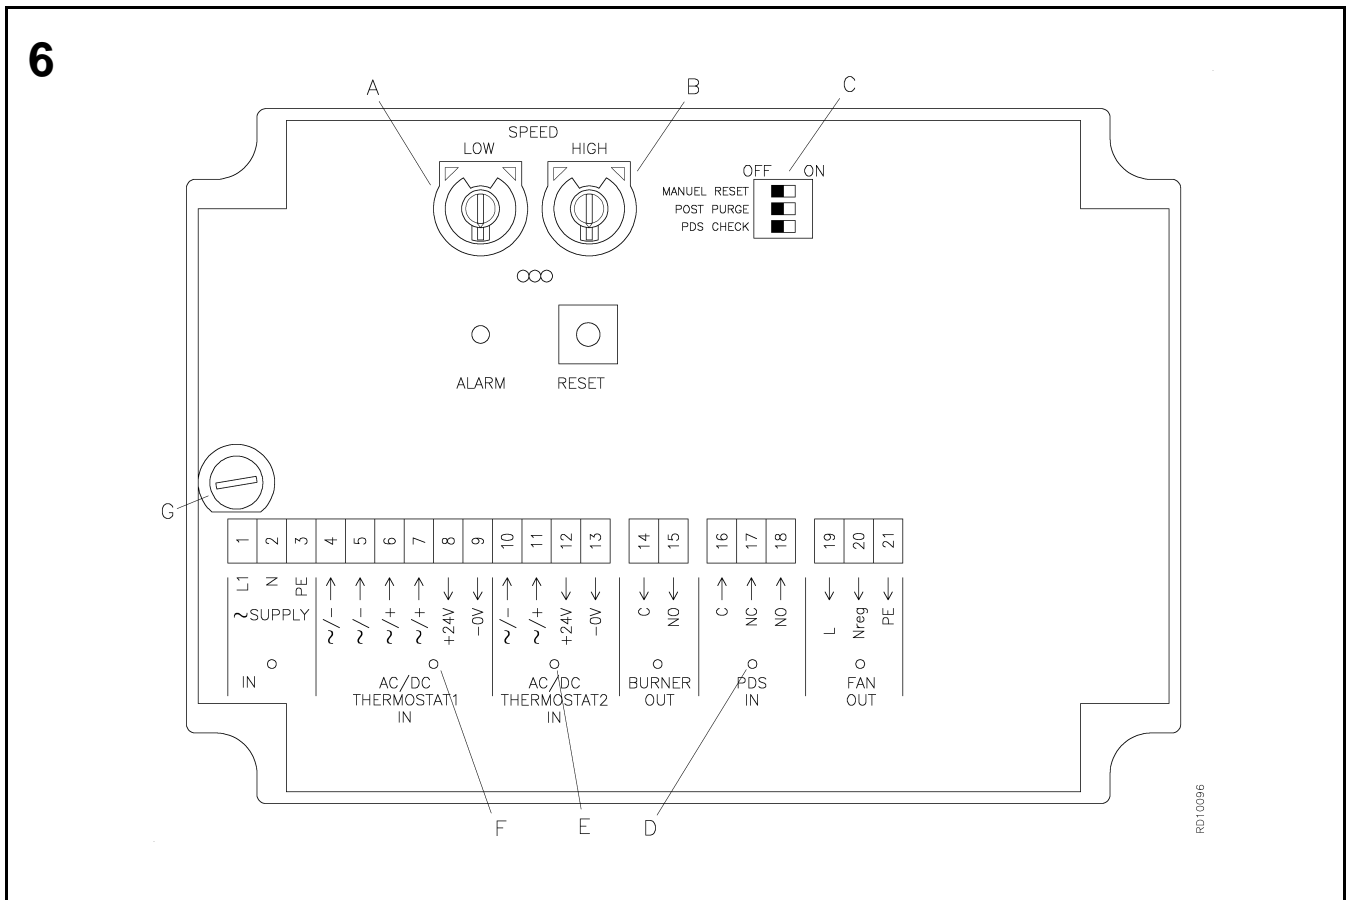 6
A
B
C
SPEED
LOW
HIGH
OFF ON
MANUEL RESET
POST PURGE
PDS CHECK
ALARM
RESET
G
1 2 3 4 5 6 7 8 9 10 11 12 13 14 15 16 17 18 19 20 21
L1 N PE ~/- ~/- ~/+ ~/+ +24V -0V ~/- ~/+ +24V -0V C NO C NC NO L Nreg PE
~SUPPLY
IN
AC/DC
THERMOSTAT1
IN
AC/DC
THERMOSTAT2
IN
BURNER
OUT
PDS
IN
FAN
OUT
F
E
D
RD10096